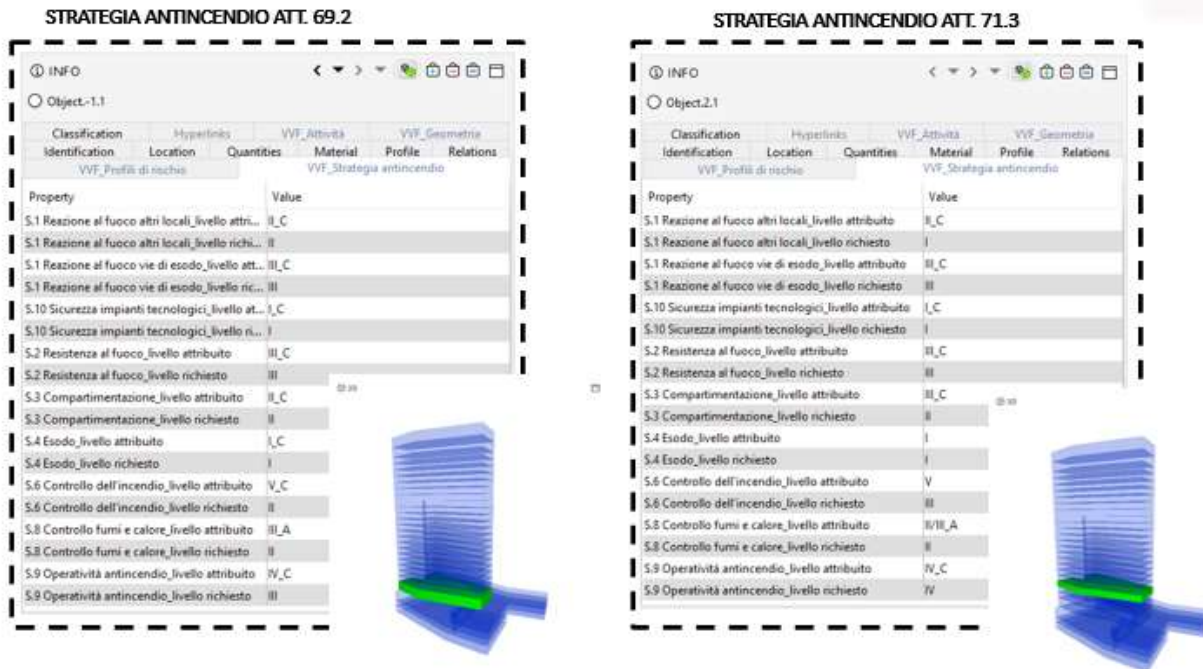 STRATEGIA ANTINCENDIO ATT. 69.2
INFO
Object.-1.1
Classification Hyperlinks VVF_Attività VVF_Geometria
Identification Location Quantities Material Profile Relations
VVF_Profili di rischio VVF_Strategia antincendio
Property Value
S.1 Reazione al fuoco altri locali_livello attri... II_C
S.1 Reazione al fuoco altri locali_livello richi... II
S.1 Reazione al fuoco vie di esodo_livello att... III_C
S.1 Reazione al fuoco vie di esodo_livello ric... III
S.10 Sicurezza impianti tecnologici_livello at... I_C
S.10 Sicurezza impianti tecnologici_livello ri... I
S.2 Resistenza al fuoco_livello attribuito III_C
S.2 Resistenza al fuoco_livello richiesto III
S.3 Compartimentazione_livello attribuito II_C
S.3 Compartimentazione_livello richiesto II
S.4 Esodo_livello attribuito I_C
S.4 Esodo_livello richiesto I
S.6 Controllo dell'incendio_livello attribuito V_C
S.6 Controllo dell'incendio_livello richiesto II
S.8 Controllo fumi e calore_livello attribuito III_A
S.8 Controllo fumi e calore_livello richiesto II
S.9 Operatività antincendio_livello attribuito IV_C
S.9 Operatività antincendio_livello richiesto III
STRATEGIA ANTINCENDIO ATT. 71.3
INFO
Object.2.1
Classification Hyperlinks VVF_Attività VVF_Geometria
Identification Location Quantities Material Profile Relations
VVF_Profili di rischio VVF_Strategia antincendio
Property Value
S.1 Reazione al fuoco altri locali_livello attribuito II_C
S.1 Reazione al fuoco altri locali_livello richiesto I
S.1 Reazione al fuoco vie di esodo_livello attribuito III_C
S.1 Reazione al fuoco vie di esodo_livello richiesto III
S.10 Sicurezza impianti tecnologici_livello attribuito I_C
S.10 Sicurezza impianti tecnologici_livello richiesto I
S.2 Resistenza al fuoco_livello attribuito III_C
S.2 Resistenza al fuoco_livello richiesto III
S.3 Compartimentazione_livello attribuito III_C
S.3 Compartimentazione_livello richiesto II
S.4 Esodo_livello attribuito I
S.4 Esodo_livello richiesto I
S.6 Controllo dell'incendio_livello attribuito V
S.6 Controllo dell'incendio_livello richiesto III
S.8 Controllo fumi e calore_livello attribuito II/III_A
S.8 Controllo fumi e calore_livello richiesto II
S.9 Operatività antincendio_livello attribuito IV_C
S.9 Operatività antincendio_livello richiesto IV